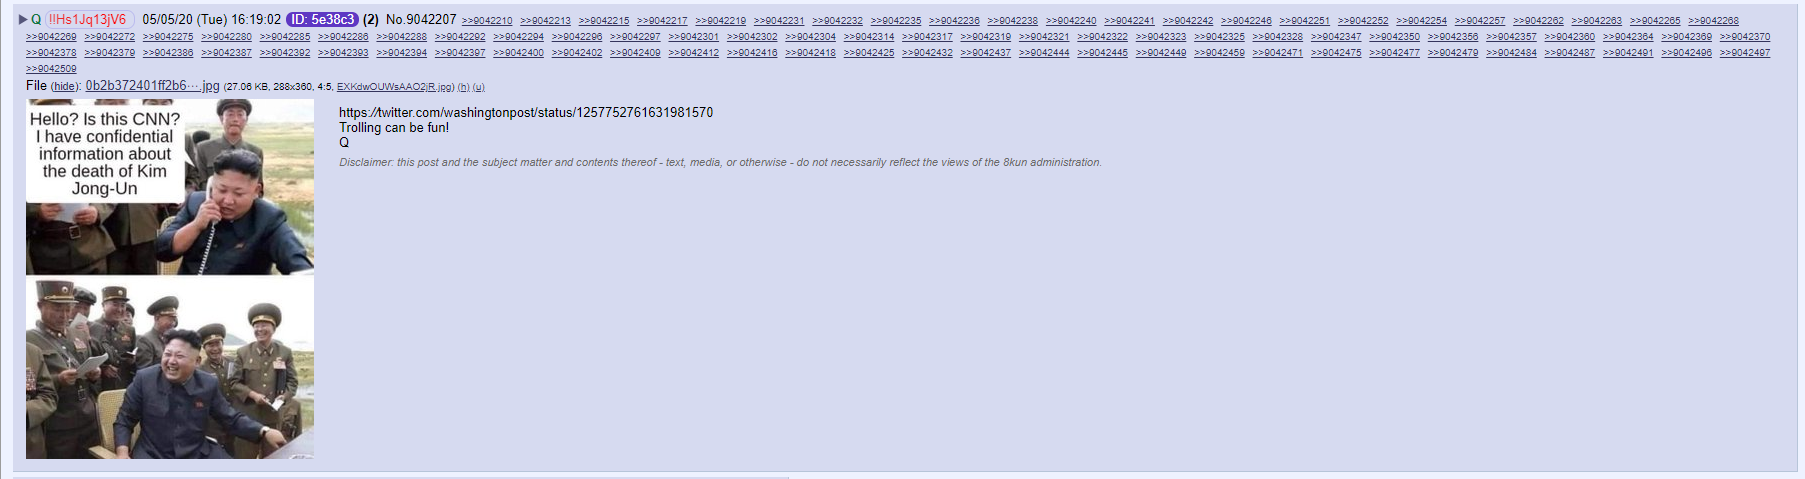 ▶ Q !!Hs1Jq13jV6 05/05/20 (Tue) 16:19:02 ID: 5e38c3 (2) No.9042207 >>9042210 >>9042213 >>9042215 >>9042217 >>9042219 >>9042231 >>9042232 >>9042235 >>9042236 >>9042238 >>9042240 >>9042241 >>9042242 >>9042246 >>9042251 >>9042252 >>9042254 >>9042257 >>9042262 >>9042263 >>9042265 >>9042268
>>9042269 >>9042272 >>9042275 >>9042280 >>9042285 >>9042286 >>9042288 >>9042292 >>9042294 >>9042296 >>9042297 >>9042301 >>9042302 >>9042304 >>9042314 >>9042317 >>9042319 >>9042321 >>9042322 >>9042323 >>9042325 >>9042328 >>9042347 >>9042350 >>9042356 >>9042357 >>9042360 >>9042364 >>9042369 >>9042370
>>9042378 >>9042379 >>9042386 >>9042387 >>9042392 >>9042393 >>9042394 >>9042397 >>9042400 >>9042402 >>9042409 >>9042412 >>9042416 >>9042418 >>9042425 >>9042432 >>9042437 >>9042444 >>9042445 >>9042449 >>9042459 >>9042471 >>9042475 >>9042477 >>9042479 >>9042484 >>9042487 >>9042491 >>9042496 >>9042497
>>9042509
File (hide): 0b2b372401ff2b6⋯.jpg (27.06 KB, 288x360, 4:5, EXKdwOUWsAAO2jR.jpg) (h) (u)
Hello? Is this CNN?
I have confidential
information about
the death of Kim
Jong-Un
https://twitter.com/washingtonpost/status/1257752761631981570
Trolling can be fun!
Q
Disclaimer: this post and the subject matter and contents thereof - text, media, or otherwise - do not necessarily reflect the views of the 8kun administration.